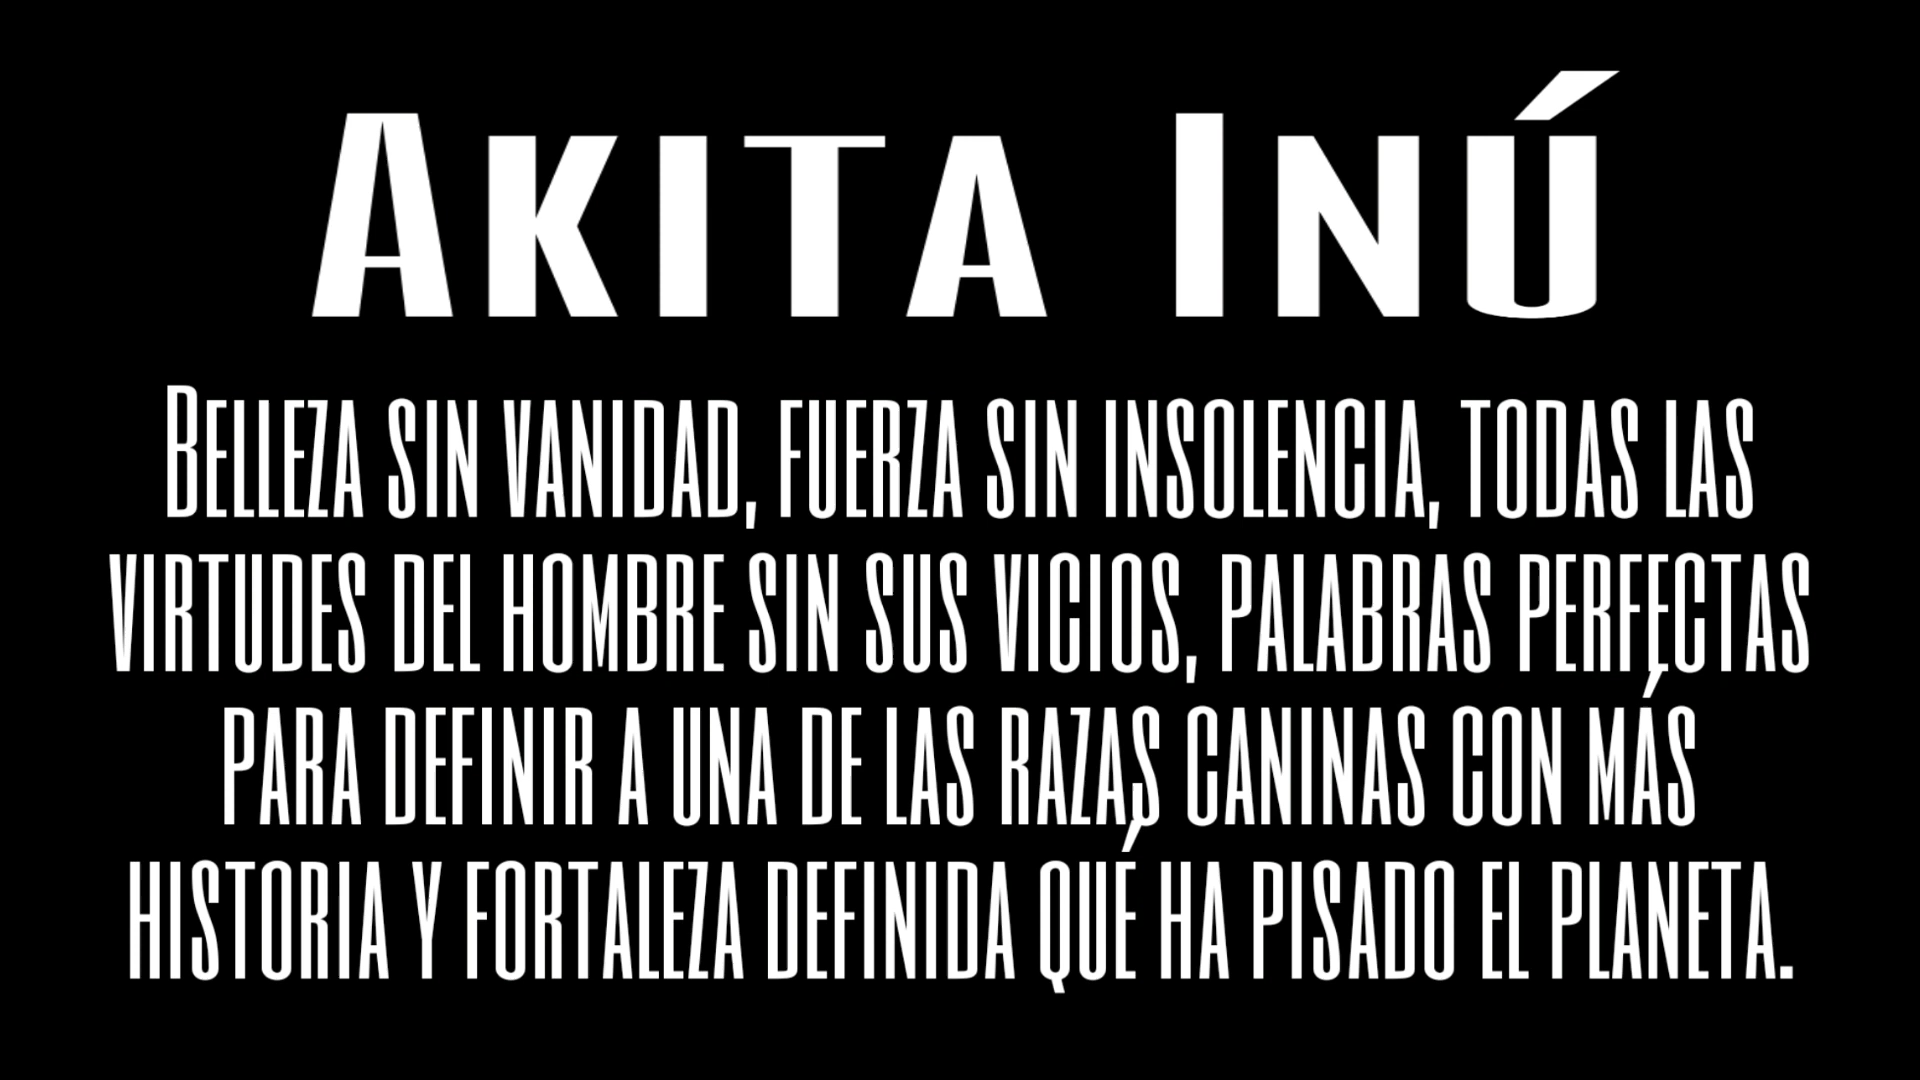 Akita Inú
Belleza sin vanidad, fuerza sin insolencia, todas las
virtudes del hombre sin sus vicios, palabras perfectas
para definir a una de las razas caninas con más
historia y fortaleza definida qué ha pisado el planeta.